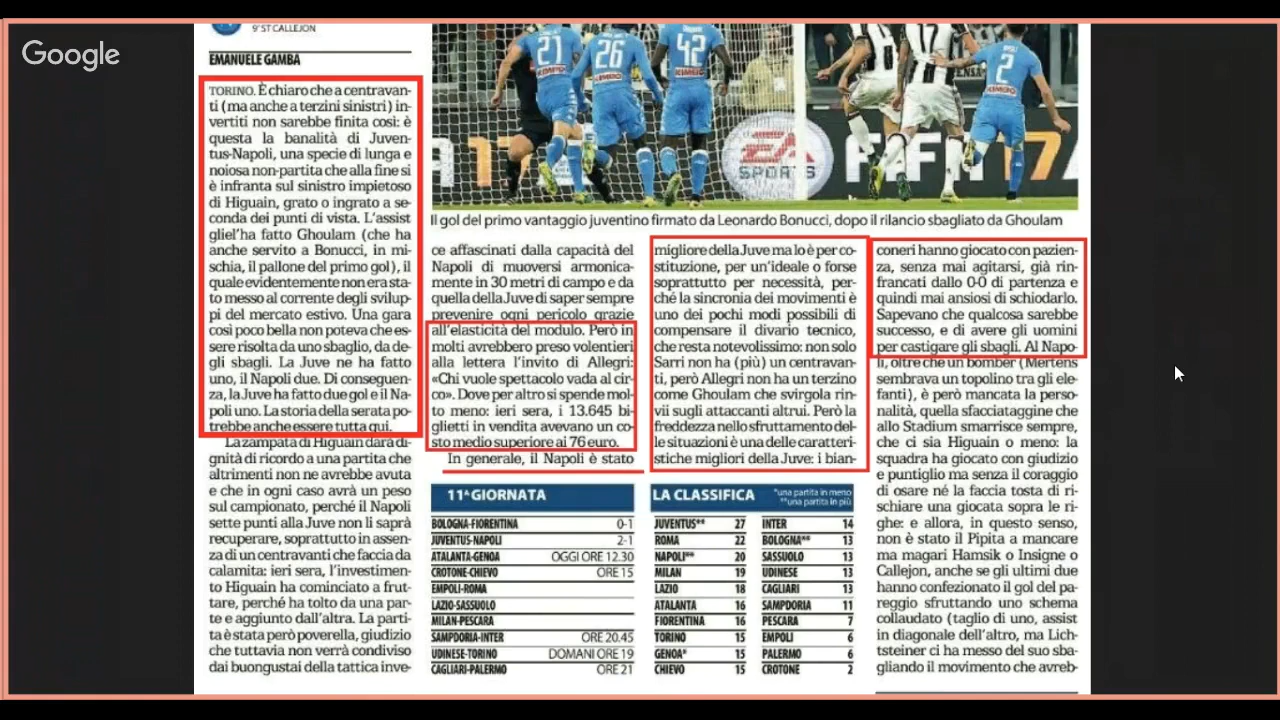 Google
9' ST CALLEJON
EMANUELE GAMBA
TORINO. È chiaro che a centravan-
ti (ma anche a terzini sinistri) in-
vertiti non sarebbe finita così: è
questa la banalità di Juven-
tus-Napoli, una specie di lunga e
noiosa non-partita che alla fine si
è infranta sul sinistro impietoso
di Higuain, grato o ingrato a se-
conda dei punti di vista. L'assist
gliel'ha fatto Ghoulam (che ha
anche servito a Bonucci, in mi-
schia, il pallone del primo gol), il
quale evidentemente non era sta-
to messo al corrente degli svilup-
pi del mercato estivo. Una gara
così poco bella non poteva che es-
sere risolta da uno sbaglio, da de-
gli sbagli. La Juve ne ha fatto
uno, il Napoli due. Di conseguen-
za, la Juve ha fatto due gol e il Na-
poli uno. La storia della serata po-
trebbe anche essere tutta qui.
La zampata di Higuain darà di-
gnità di ricordo a una partita che
altrimenti non ne avrebbe avuta
e che in ogni caso avrà un peso
sul campionato, perché il Napoli
sette punti alla Juve non li saprà
recuperare, soprattutto in assen-
za di un centravanti che faccia da
calamita: ieri sera, l'investimen-
to Higuain ha cominciato a frut-
tare, perché ha tolto da una par-
te e aggiunto dall'altra. La parti-
ta è stata però poverella, giudizio
che tuttavia non verrà condiviso
dai buongustai della tattica inve-
21
26
42
17
2
17
EA
SPORTS
FIFA 17
Il gol del primo vantaggio juventino firmato da Leonardo Bonucci, dopo il rilancio sbagliato da Ghoulam
ce affascinati dalla capacità del
Napoli di muoversi armonica-
mente in 30 metri di campo e da
quella della Juve di saper sempre
prevenire ogni pericolo grazie
all'elasticità del modulo. Però in
molti avrebbero preso volentieri
alla lettera l'invito di Allegri:
«Chi vuole spettacolo vada al cir-
co». Dove per altro si spende mol-
to meno: ieri sera, i 13.645 bi-
glietti in vendita avevano un co-
sto medio superiore ai 76 euro.
In generale, il Napoli è stato
migliore della Juve ma lo è per co-
stituzione, per un'ideale o forse
soprattutto per necessità, per-
ché la sincronia dei movimenti è
uno dei pochi modi possibili di
compensare il divario tecnico,
che resta notevolissimo: non solo
Sarri non ha (più) un centravan-
ti, però Allegri non ha un terzino
come Ghoulam che svirgola rin-
vii sugli attaccanti altrui. Però la
freddezza nello sfruttamento del-
le situazioni è una delle caratteri-
stiche migliori della Juve: i bian-
coneri hanno giocato con pazien-
za, senza mai agitarsi, già rin-
francati dallo 0-0 di partenza e
quindi mai ansiosi di schiodarlo.
Sapevano che qualcosa sarebbe
successo, e di avere gli uomini
per castigare gli sbagli. Al Napo-
li, oltre che un bomber (Mertens
sembrava un topolino tra gli ele-
fanti), è però mancata la perso-
nalità, quella sfacciataggine che
allo Stadium smarrisce sempre,
che ci sia Higuain o meno: la
squadra ha giocato con giudizio
e puntiglio ma senza il coraggio
di osare né la faccia tosta di ri-
schiare una giocata sopra le ri-
ghe: e allora, in questo senso,
non è stato il Pipita a mancare
ma magari Hamsik o Insigne o
Callejon, anche se gli ultimi due
hanno confezionato il gol del pa-
reggio sfruttando uno schema
collaudato (taglio di uno, assist
in diagonale dell'altro, ma Lich-
tsteiner ci ha messo del suo sba-
gliando il movimento che avreb-
11ª GIORNATA
BOLOGNA-FIORENTINA 0-1
JUVENTUS-NAPOLI 2-1
ATALANTA-GENOA OGGI ORE 12.30
CROTONE-CHIEVO ORE 15
EMPOLI-ROMA
LAZIO-SASSUOLO
MILAN-PESCARA
SAMPDORIA-INTER ORE 20.45
UDINESE-TORINO DOMANI ORE 19
CAGLIARI-PALERMO ORE 21
LA CLASSIFICA *una partita in meno
**una partita in più
JUVENTUS** 27 INTER 14
ROMA 22 BOLOGNA** 13
NAPOLI** 20 SASSUOLO 13
MILAN 19 UDINESE 13
LAZIO 18 CAGLIARI 13
ATALANTA 16 SAMPDORIA 11
FIORENTINA 16 PESCARA 7
TORINO 15 EMPOLI 6
GENOA* 15 PALERMO 6
CHIEVO 15 CROTONE 2